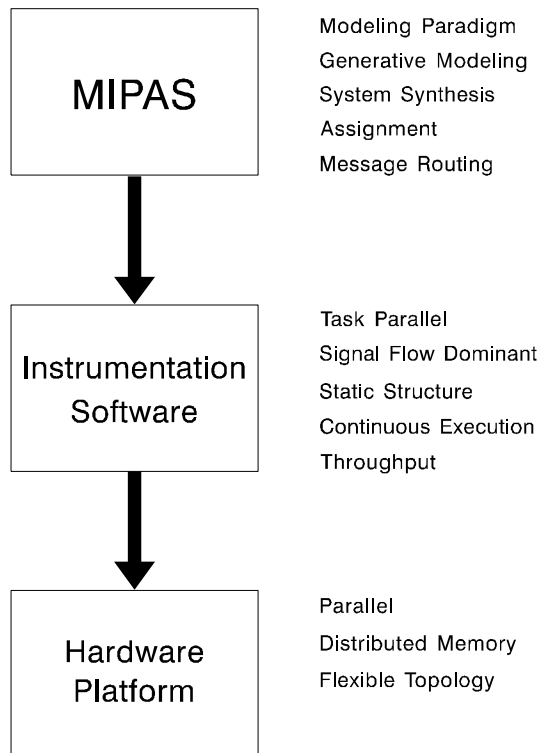 MIPAS
Modeling Paradigm
Generative Modeling
System Synthesis
Assignment
Message Routing
Instrumentation
Software
Task Parallel
Signal Flow Dominant
Static Structure
Continuous Execution
Throughput
Hardware
Platform
Parallel
Distributed Memory
Flexible Topology